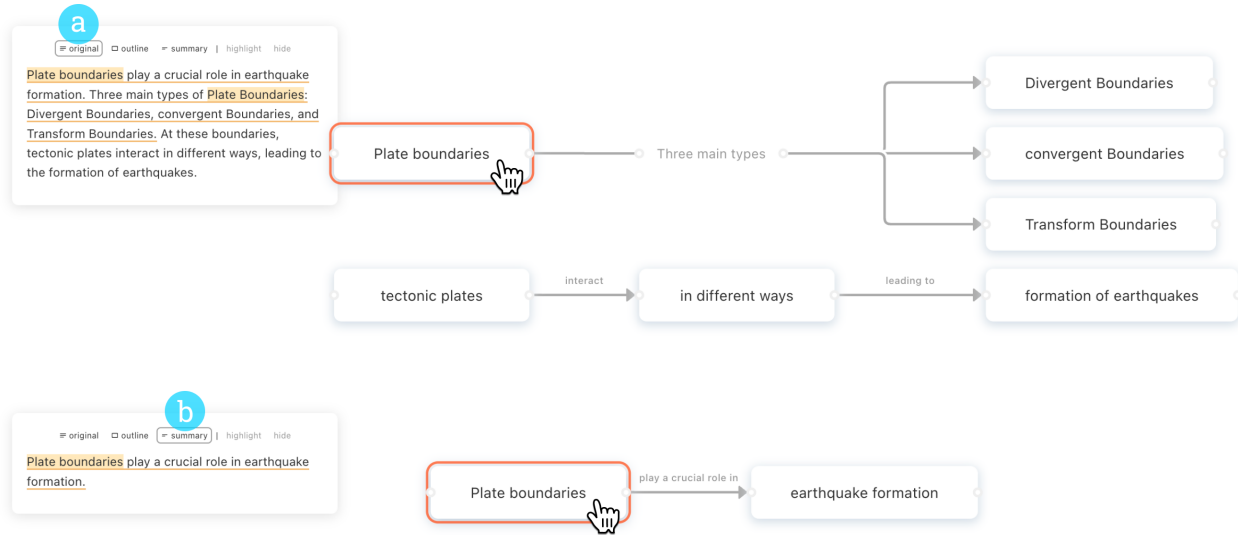 a
original outline summary | highlight hide
Plate boundaries play a crucial role in earthquake
formation. Three main types of Plate Boundaries:
Divergent Boundaries, convergent Boundaries, and
Transform Boundaries. At these boundaries,
tectonic plates interact in different ways, leading to
the formation of earthquakes.
Plate boundaries
Three main types
Divergent Boundaries
convergent Boundaries
Transform Boundaries
tectonic plates
interact
in different ways
leading to
formation of earthquakes
b
original outline summary | highlight hide
Plate boundaries play a crucial role in earthquake
formation.
Plate boundaries
play a crucial role in
earthquake formation